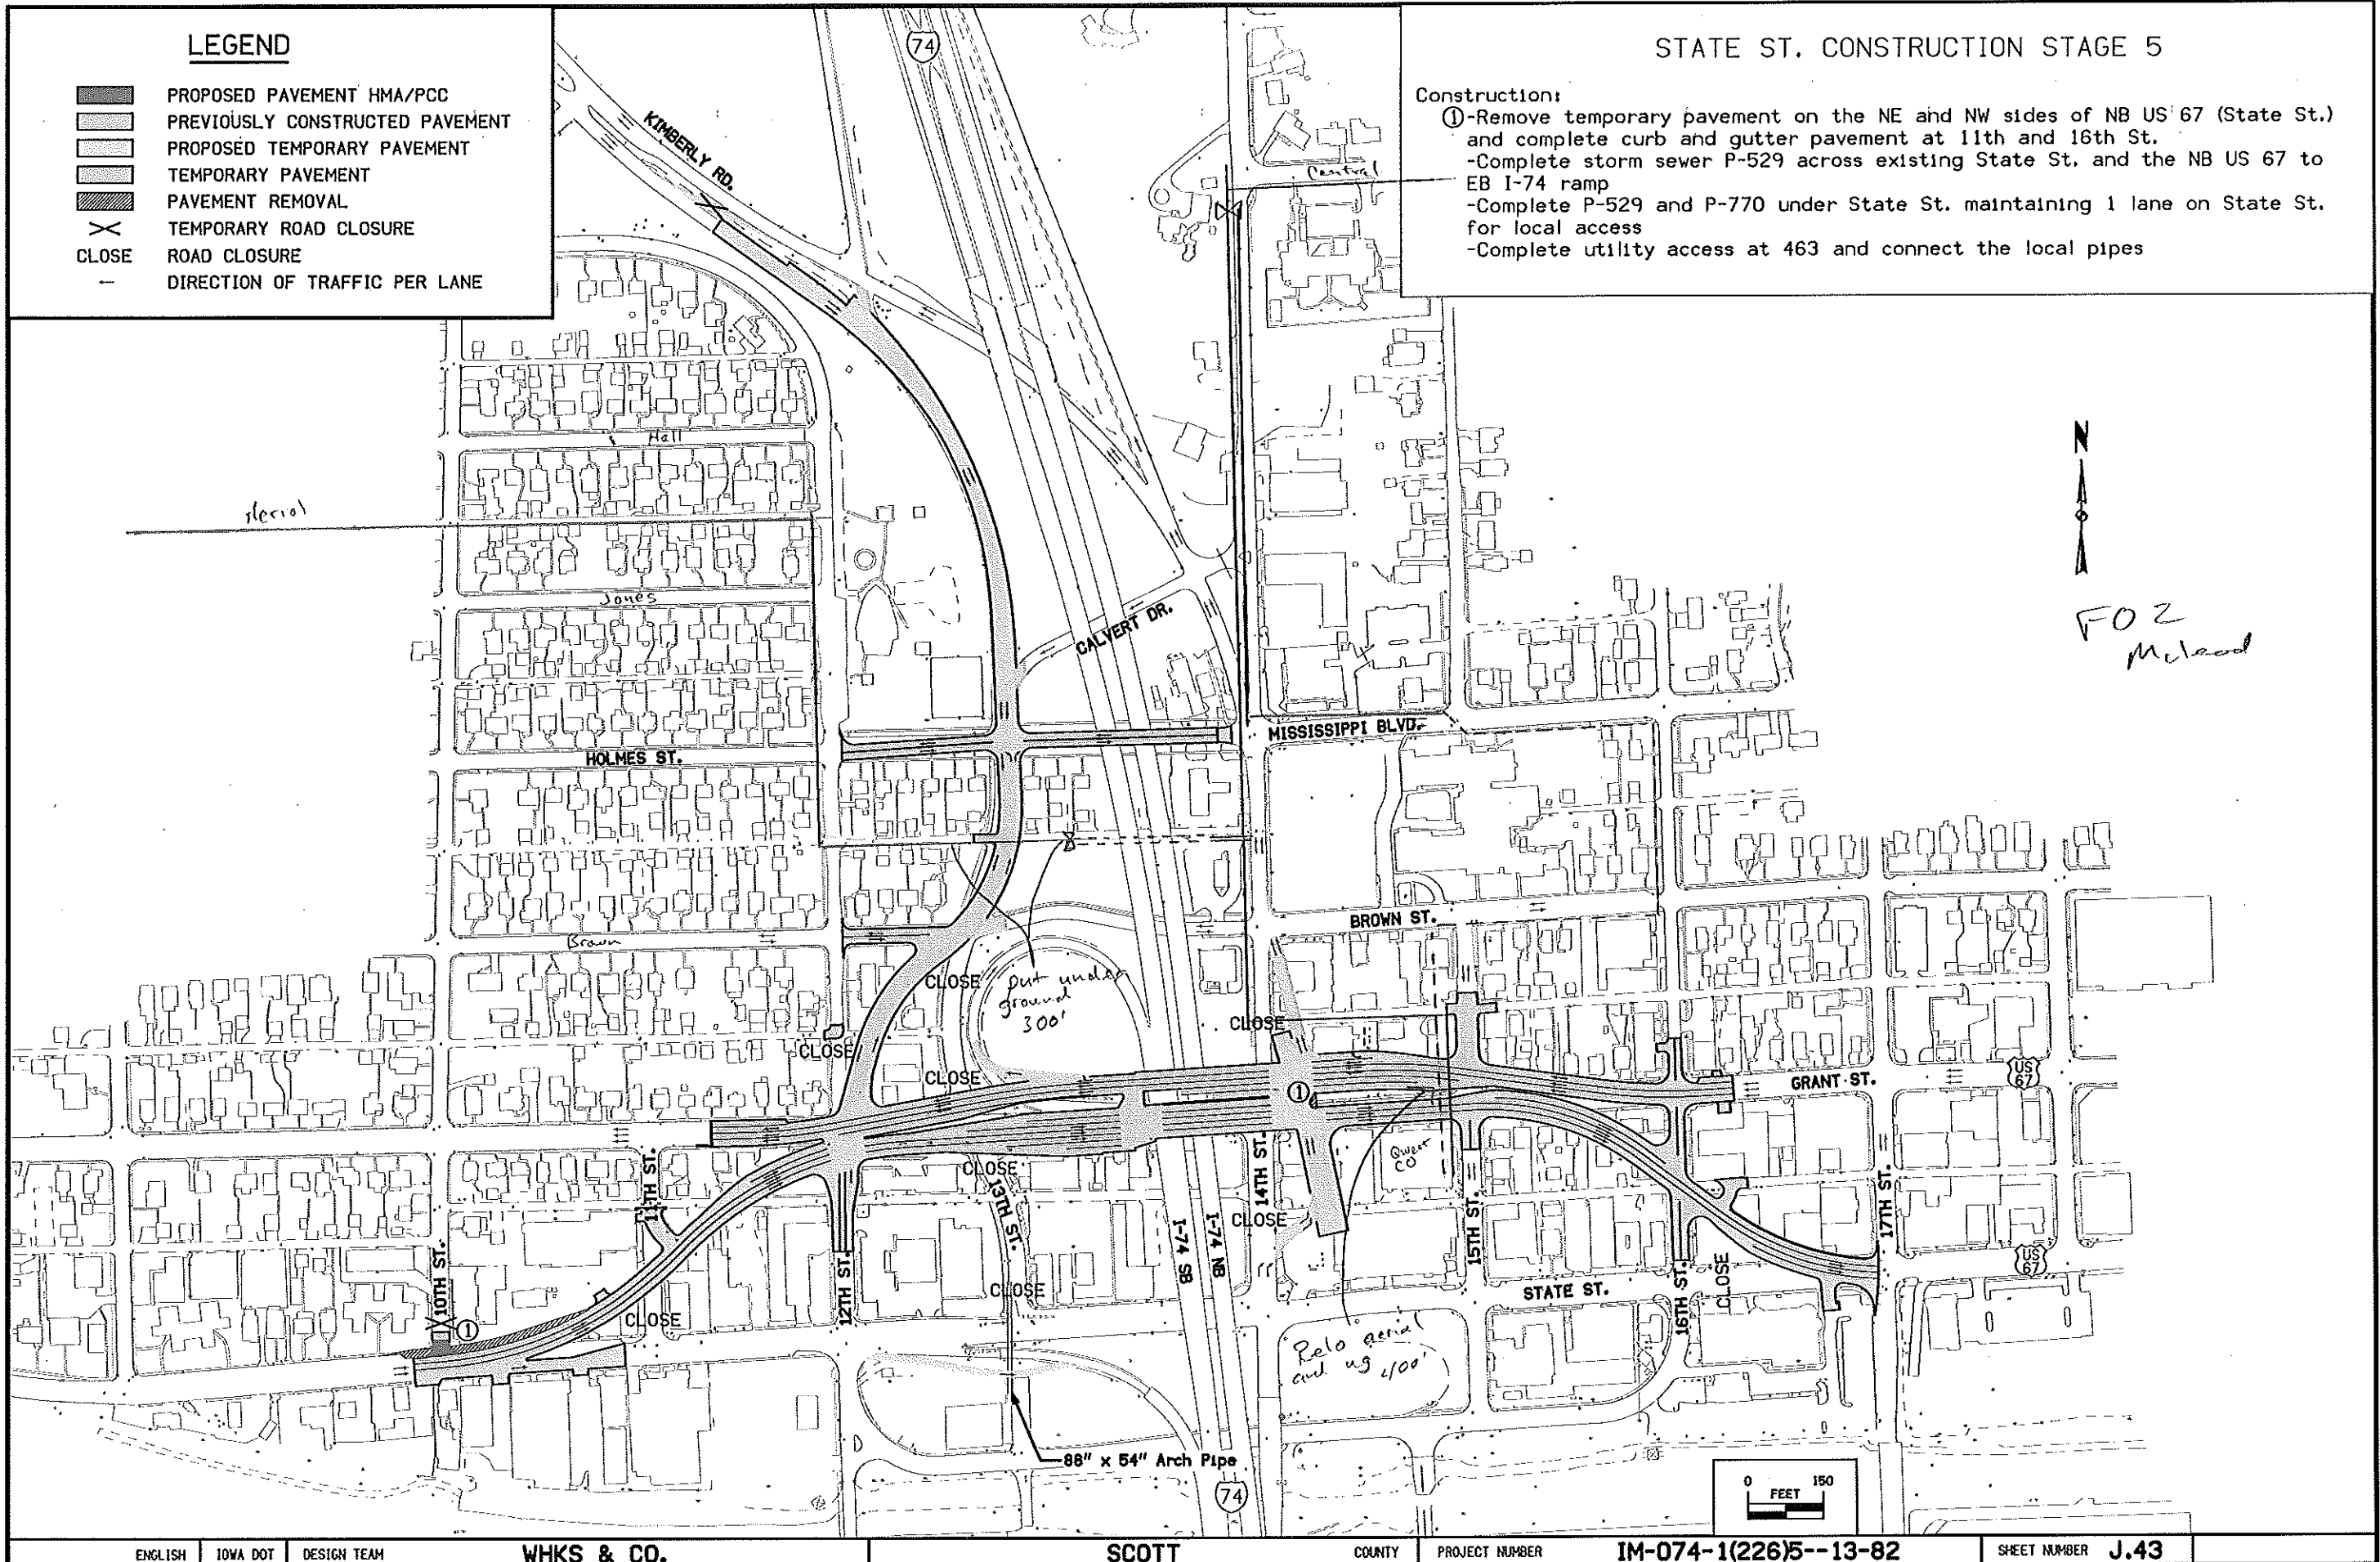 LEGEND
PROPOSED PAVEMENT HMA/PCC
PREVIOUSLY CONSTRUCTED PAVEMENT
PROPOSED TEMPORARY PAVEMENT
TEMPORARY PAVEMENT
PAVEMENT REMOVAL
TEMPORARY ROAD CLOSURE
CLOSE ROAD CLOSURE
DIRECTION OF TRAFFIC PER LANE
STATE ST. CONSTRUCTION STAGE 5
Construction:
①-Remove temporary pavement on the NE and NW sides of NB US 67 (State St.)
and complete curb and gutter pavement at 11th and 16th St.
-Complete storm sewer P-529 across existing State St. and the NB US 67 to
EB I-74 ramp
-Complete P-529 and P-770 under State St. maintaining 1 lane on State St.
for local access
-Complete utility access at 463 and connect the local pipes
74
KIMBERLY RD.
Central
N
Hall
Aerial
Jones
CALVERT DR.
FO2
Mcleod
MISSISSIPPI BLVD.
HOLMES ST.
BROWN ST.
Brown
CLOSE
put under
ground
300'
CLOSE
CLOSE
CLOSE
①
GRANT ST.
US
67
11TH ST.
CLOSE
13TH ST.
14TH ST.
Qwest
CO
15TH ST.
17TH ST.
CLOSE
I-74 SB
I-74 NB
10TH ST.
①
12TH ST.
CLOSE
CLOSE
STATE ST.
16TH ST.
CLOSE
US
67
Relo aerial
and ug 400'
88" x 54" Arch Pipe
74
0 150
FEET
ENGLISH IOWA DOT DESIGN TEAM WHKS & CO. SCOTT COUNTY PROJECT NUMBER IM-074-1(226)5--13-82 SHEET NUMBER J.43